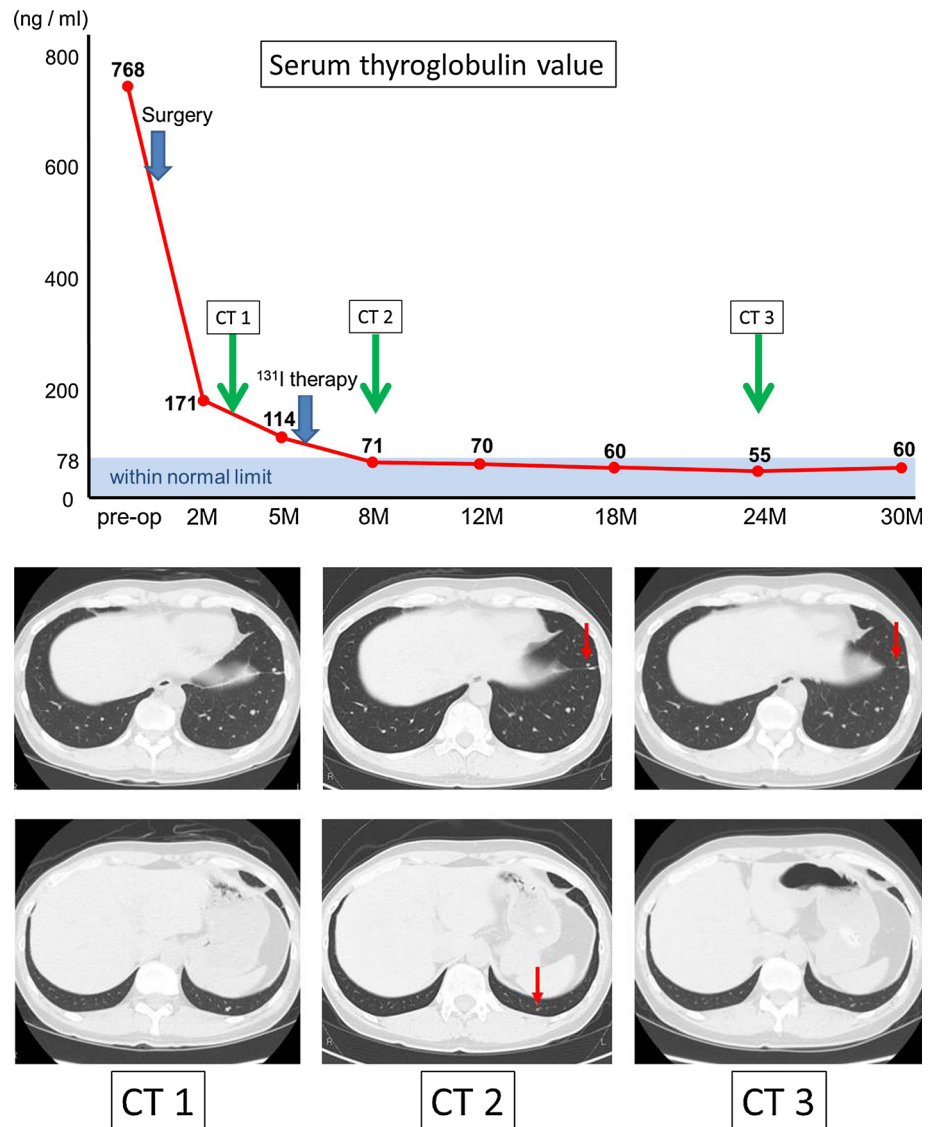 (ng / ml)
Serum thyroglobulin value
800
768
Surgery
600
400
CT 1
CT 2
CT 3
¹³¹I therapy
200
171
114
71
70
60
55
60
78
within normal limit
0
pre-op
2M
5M
8M
12M
18M
24M
30M
R
L
R
L
CT 1
CT 2
CT 3